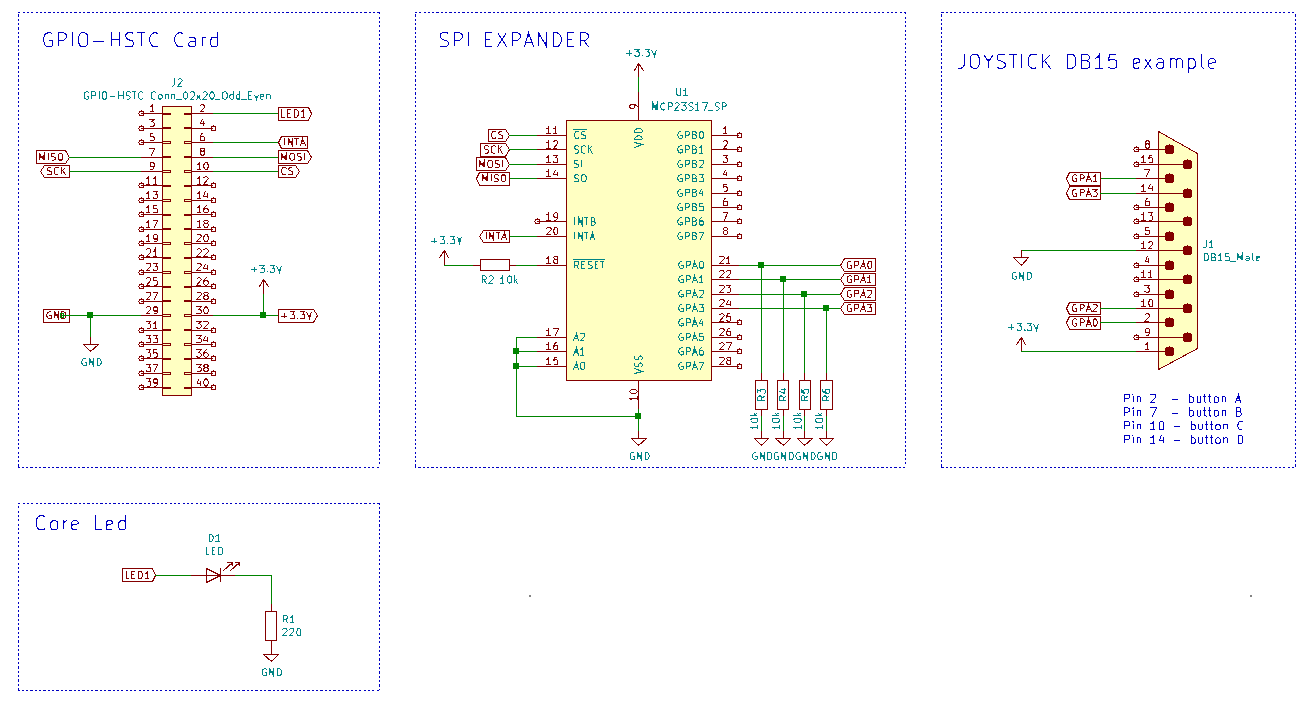 GPIO-HSTC Card
J2
GPIO-HSTC Conn_02x20_Odd_Even
1 2 LED1
3 4
5 6 INTA
MISO 7 8 MOSI
SCK 9 10 CS
11 12
13 14
15 16
17 18
19 20
21 22
23 24
+3.3V
25 26
27 28
GND 29 30 +3.3V
31 32
33 34
GND
35 36
37 38
39 40
SPI EXPANDER
+3.3V
U1
MCP23S17_SP
9
VDD
CS 11 CS
SCK 12 SCK
MOSI 13 SI
MISO 14 SO
19 INTB
INTA 20 INTA
+3.3V
18 RESET
R2 10k
17 A2
16 A1
15 A0
VSS
10
GND
GPB0 1
GPB1 2
GPB2 3
GPB3 4
GPB4 5
GPB5 6
GPB6 7
GPB7 8
GPA0 21 GPA0
GPA1 22 GPA1
GPA2 23 GPA2
GPA3 24 GPA3
GPA4 25
GPA5 26
GPA6 27
GPA7 28
R3 R4 R5 R6
10k 10k 10k 10k
GND GND GND GND
JOYSTICK DB15 example
8
15
GPA1 7
GPA3 14
6
13
5
12
GND
4
11
3
GPA2 10
GPA0 2
9
+3.3V
1
J1
DB15_Male
Pin 2 - button A
Pin 7 - button B
Pin 10 - button C
Pin 14 - button D
Core Led
D1
LED
LED1
R1
220
GND